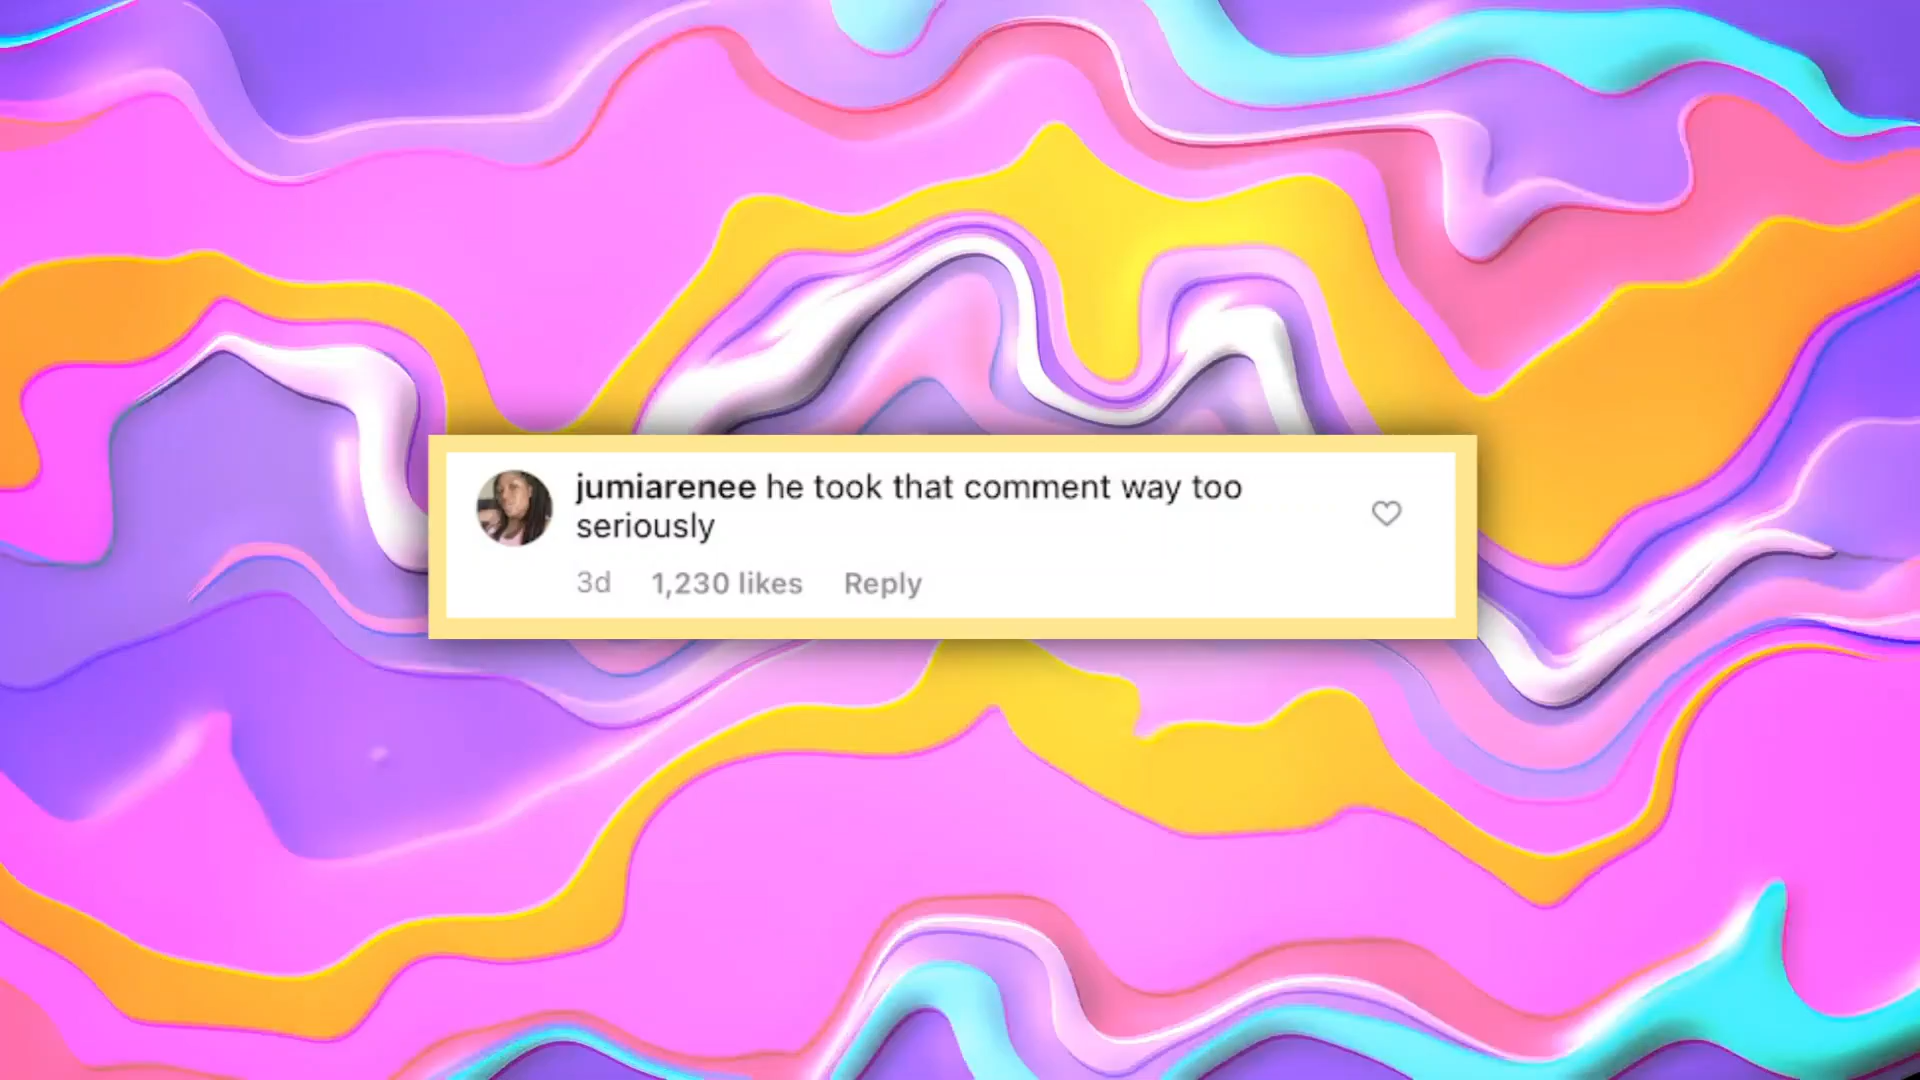 jumiarenee he took that comment way too
seriously
3d 1,230 likes Reply